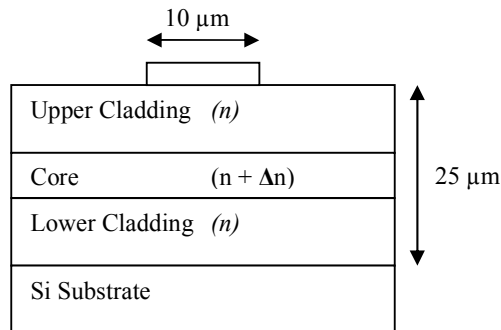 10 µm
Upper Cladding (n)
Core (n + Δn)
25 µm
Lower Cladding (n)
Si Substrate